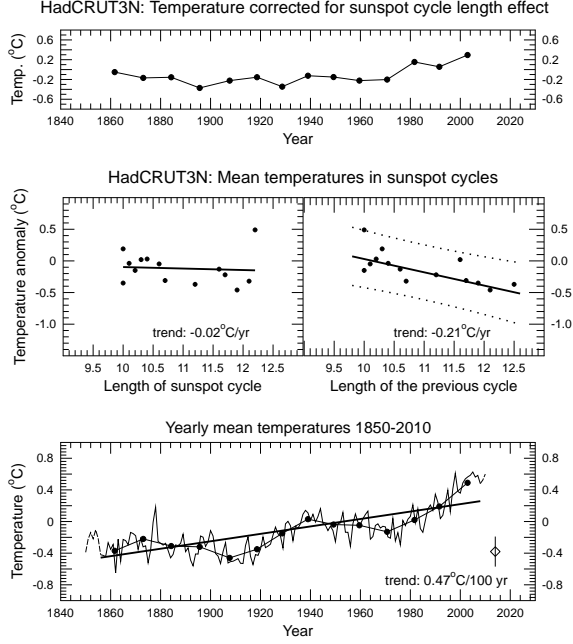 HadCRUT3N: Temperature corrected for sunspot cycle length effect
Temp. (°C)
0.6
0.2
-0.2
-0.6
0.6
0.2
-0.2
-0.6
1840 1860 1880 1900 1920 1940 1960 1980 2000 2020
Year
HadCRUT3N: Mean temperatures in sunspot cycles
Temperature anomaly (°C)
0.5
0
-0.5
-1.0
0.5
0
-0.5
-1.0
trend: -0.02°C/yr
trend: -0.21°C/yr
9.5 10 10.5 11 11.5 12 12.5
9.5 10 10.5 11 11.5 12 12.5
Length of sunspot cycle
Length of the previous cycle
Yearly mean temperatures 1850-2010
Temperature (°C)
0.8
0.4
0
-0.4
-0.8
0.8
0.4
0
-0.4
-0.8
trend: 0.47°C/100 yr
1840 1860 1880 1900 1920 1940 1960 1980 2000 2020
Year